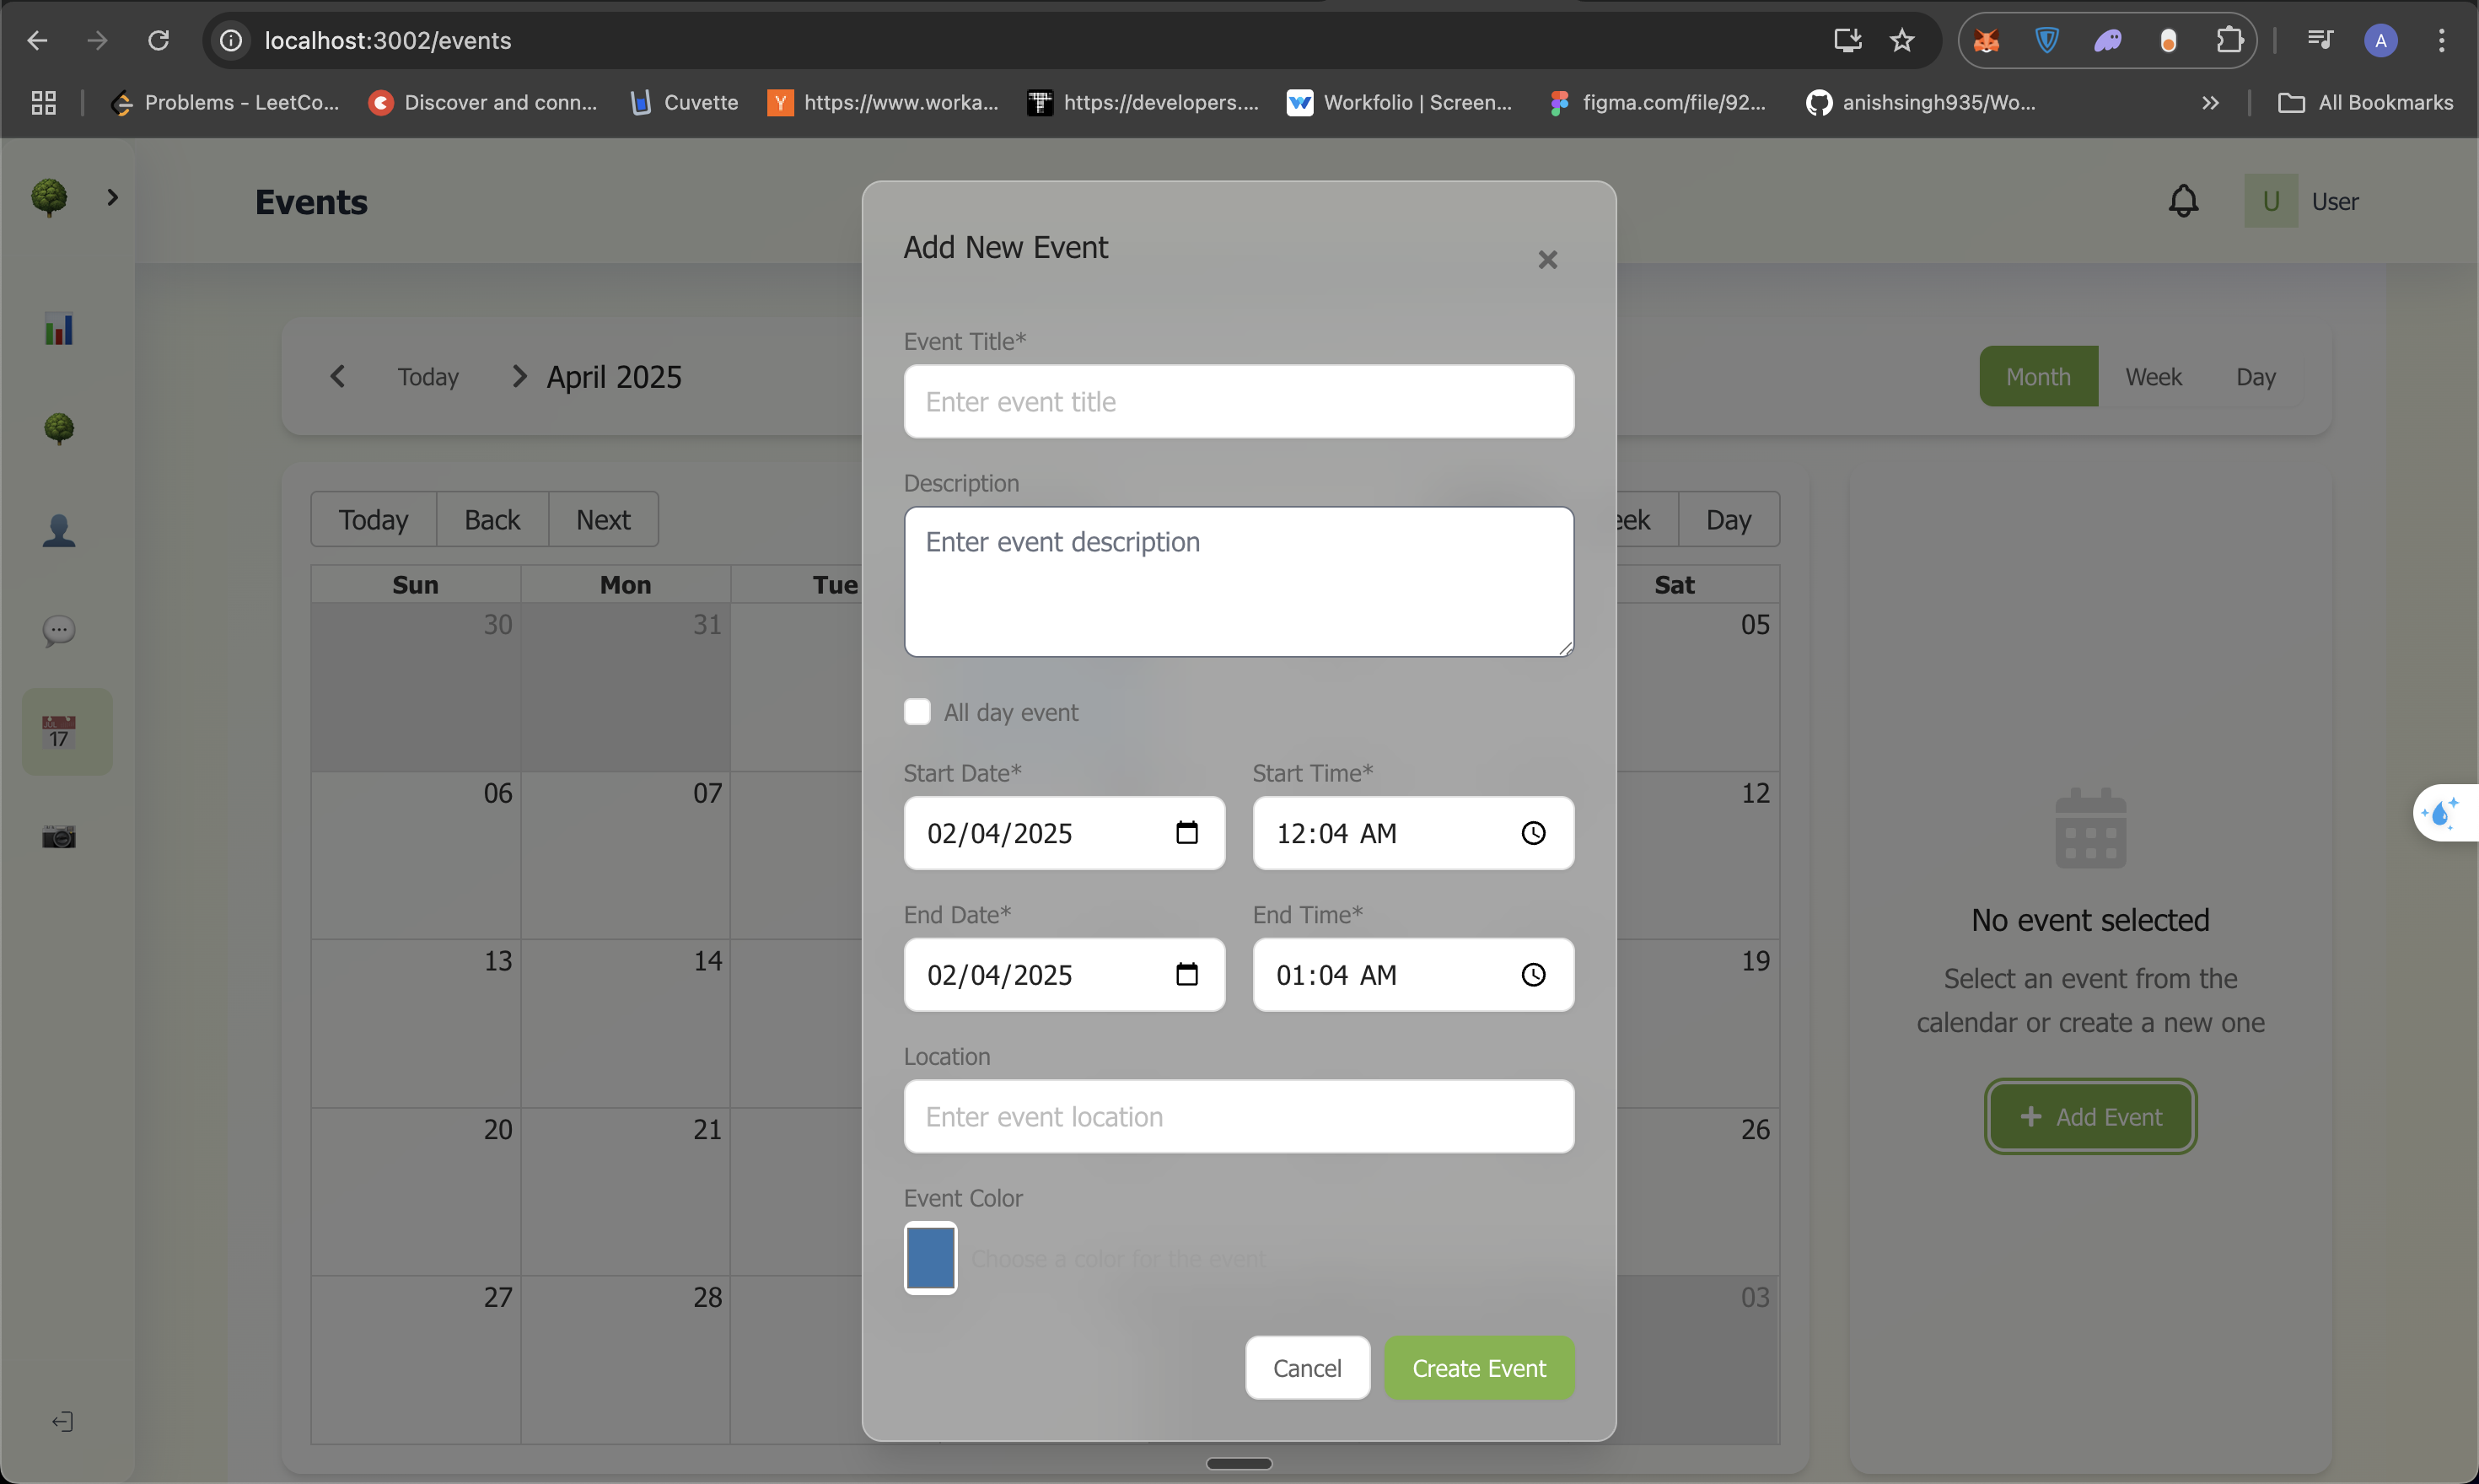 localhost:3002/events
Problems - LeetCo...
Discover and conn...
Cuvette
https://www.worka...
https://developers....
Workfolio | Screen...
figma.com/file/92...
anishsingh935/Wo...
All Bookmarks
A
Events
U
User
Today
April 2025
Month
Week
Day
Today
Back
Next
eek
Day
Sun
Mon
Tue
Sat
30
31
05
06
07
12
13
14
19
20
21
26
27
28
03
17
Add New Event
Event Title*
Enter event title
Description
Enter event description
All day event
Start Date*
Start Time*
02/04/2025
12:04 AM
End Date*
End Time*
02/04/2025
01:04 AM
Location
Enter event location
Event Color
Choose a color for the event
Cancel
Create Event
No event selected
Select an event from the
calendar or create a new one
Add Event